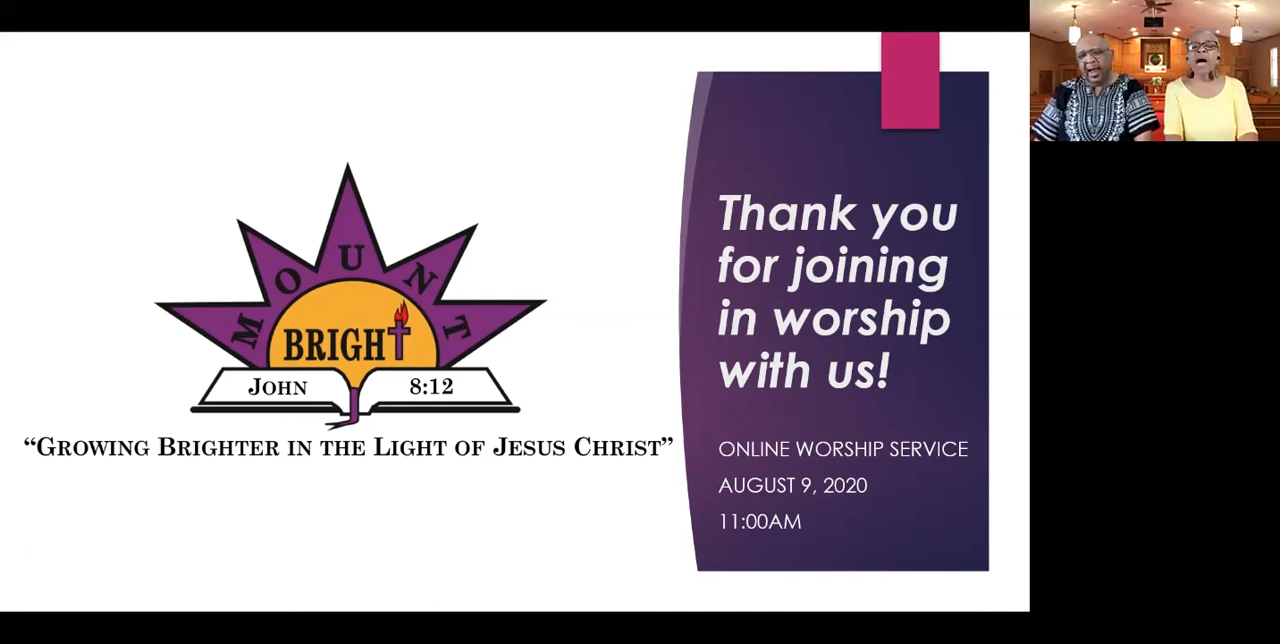 MOUNT
BRIGHT
JOHN 8:12
“GROWING BRIGHTER IN THE LIGHT OF JESUS CHRIST”
Thank you
for joining
in worship
with us!
ONLINE WORSHIP SERVICE
AUGUST 9, 2020
11:00AM